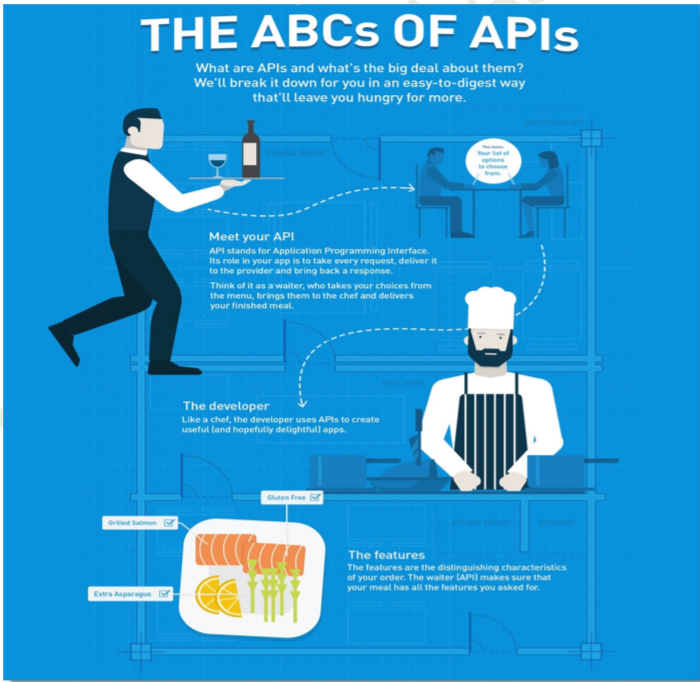 THE ABCs OF APIs
What are APIs and what's the big deal about them?
We'll break it down for you in an easy-to-digest way
that'll leave you hungry for more.
(RESTAURANT)
(DINING ROOM)
The menu:
Your list of
options
to choose
from.
Meet your API
API stands for Application Programming Interface.
Its role in your app is to take every request, deliver it
to the provider and bring back a response.
Think of it as a waiter, who takes your choices from
the menu, brings them to the chef and delivers
your finished meal.
The developer
Like a chef, the developer uses APIs to create
useful (and hopefully delightful) apps.
Gluten Free
Grilled Salmon
Extra Asparagus
The features
The features are the distinguishing characteristics
of your order. The waiter (API) makes sure that
your meal has all the features you asked for.